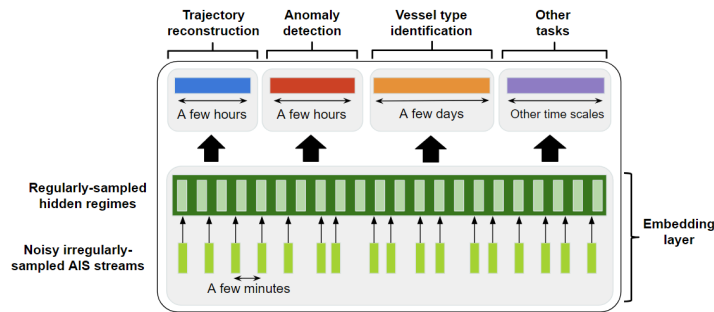 Trajectory
reconstruction
Anomaly
detection
Vessel type
identification
Other
tasks
A few hours
A few hours
A few days
Other time scales
Regularly-sampled
hidden regimes
Embedding
layer
Noisy irregularly-
sampled AIS streams
A few minutes